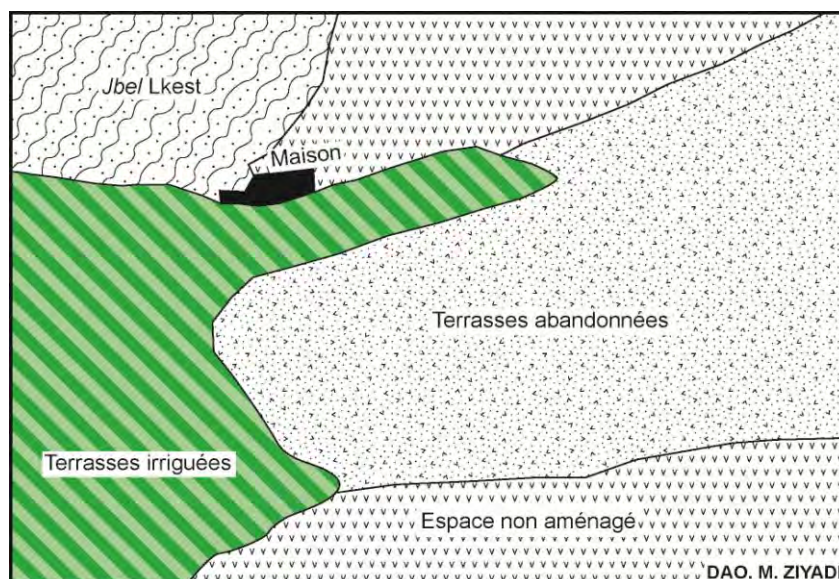 Jbel Lkest
Maison
Terrasses abandonnées
Terrasses irriguées
Espace non aménagé
DAO. M. ZIYAD